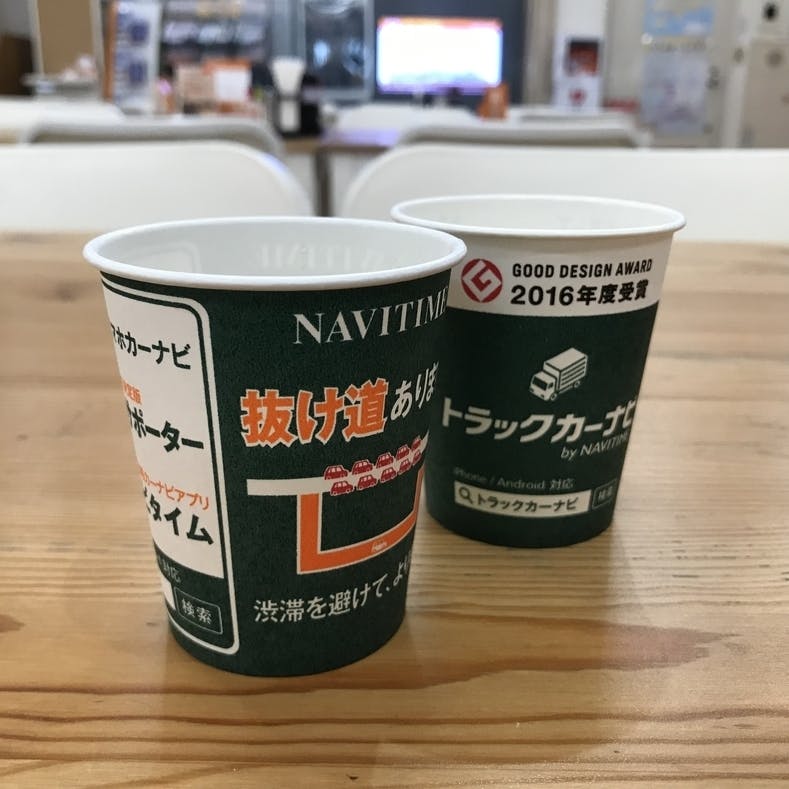 NAVITIME
抜け道あり
渋滞を避けて、よ
カーナビ
ポーター
カーナビアプリ
タイム
対応
検索
GOOD DESIGN AWARD
2016年度受賞
トラックカーナビ
by NAVITIME
iPhone / Android 対応
トラックカーナビ
検索